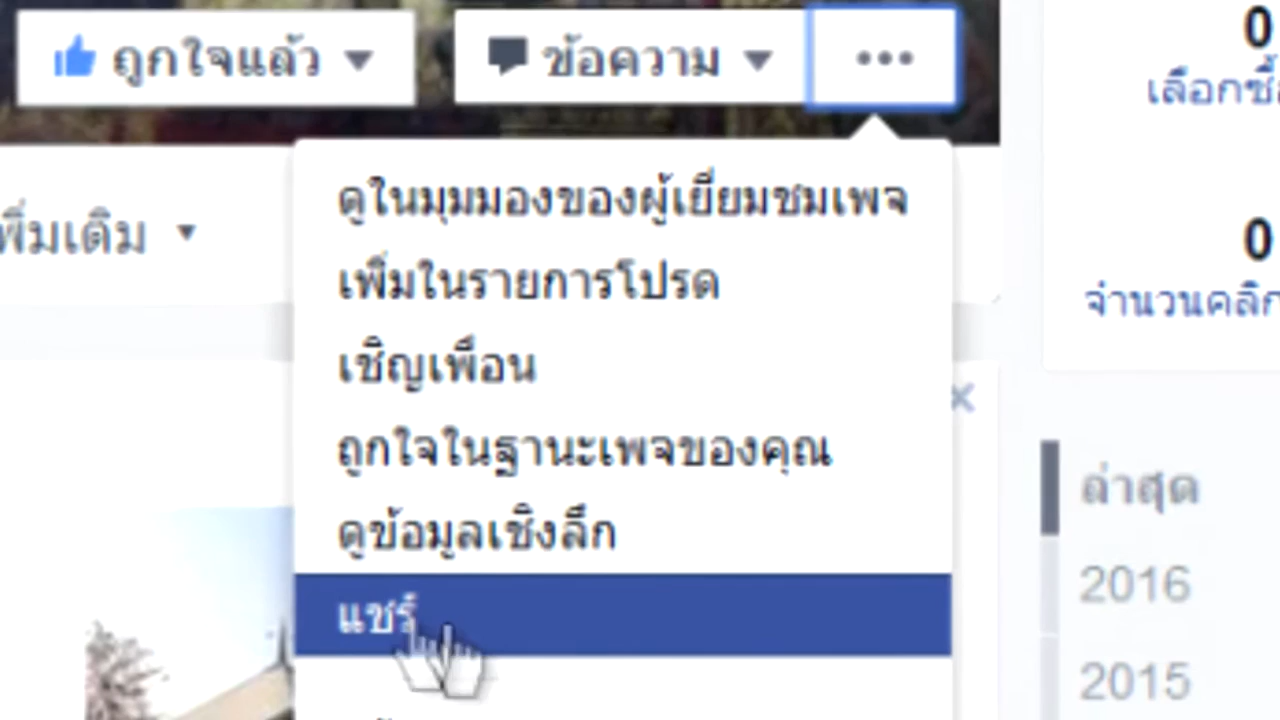 ถูกใจแล้ว
ข้อความ
0
เลือกซื้
ดูในมุมมองของผู้เยี่ยมชมเพจ
พิ่มเติม
เพิ่มในรายการโปรด
0
จำนวนคลิก
เชิญเพื่อน
ถูกใจในฐานะเพจของคุณ
ล่าสุด
ดูข้อมูลเชิงลึก
2016
แชร์
2015